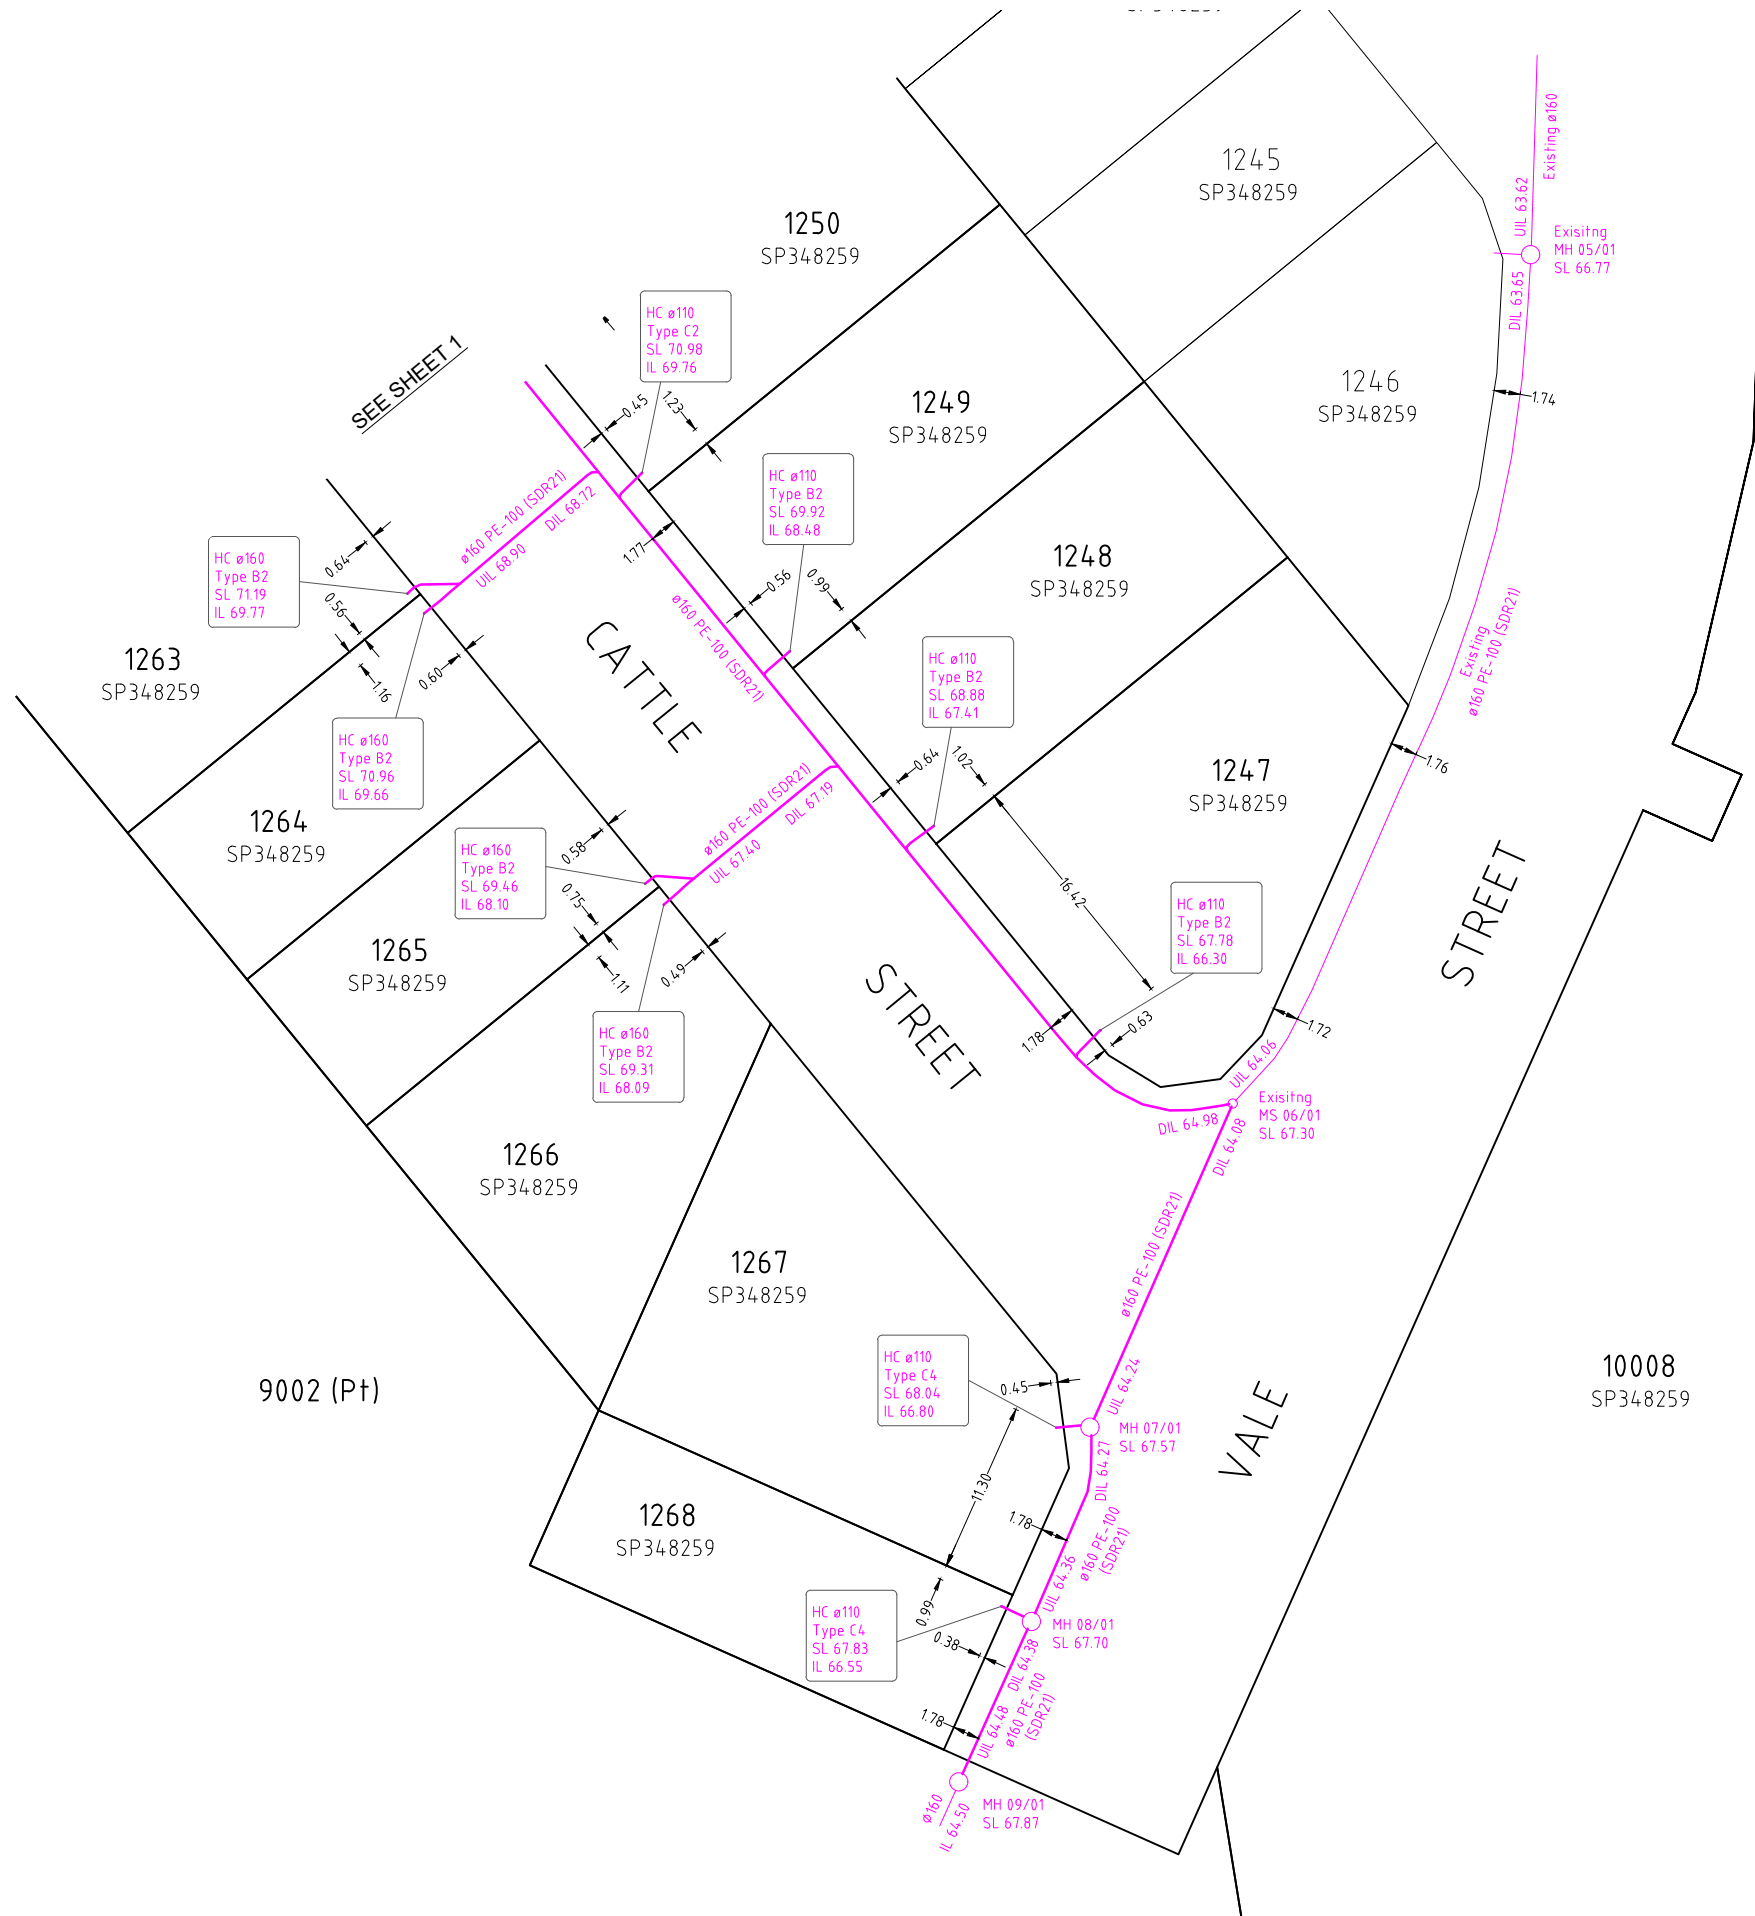 1245
SP348259
Existing ø160
UIL 63.62
Exisitng
MH 05/01
SL 66.77
DIL 63.65
1250
SP348259
HC ø110
Type C2
SL 70.98
IL 69.76
SEE SHEET 1
0.45
1.23
1249
SP348259
1246
SP348259
1.74
HC ø110
Type B2
SL 69.92
IL 68.48
ø160 PE-100 (SDR21)
DIL 68.72
UIL 68.90
1.77
0.64
HC ø160
Type B2
SL 71.19
IL 69.77
0.56
0.56
0.99
1248
SP348259
ø160 PE-100 (SDR21)
CATTLE
1263
SP348259
1.16
0.60
HC ø160
Type B2
SL 70.96
IL 69.66
HC ø110
Type B2
SL 68.88
IL 67.41
Existing
ø160 PE-100 (SDR21)
0.64
1.02
1.76
1247
SP348259
ø160 PE-100 (SDR21)
DIL 67.19
UIL 67.40
1264
SP348259
0.58
HC ø160
Type B2
SL 69.46
IL 68.10
0.75
16.42
HC ø110
Type B2
SL 67.78
IL 66.30
STREET
1265
SP348259
1.11
0.49
STREET
HC ø160
Type B2
SL 69.31
IL 68.09
1.78
0.63
1.72
UIL 64.06
Exisitng
MS 06/01
SL 67.30
DIL 64.98
DIL 64.08
1266
SP348259
ø160 PE-100 (SDR21)
1267
SP348259
HC ø110
Type C4
SL 68.04
IL 66.80
0.45
UIL 64.24
9002 (Pt)
10008
SP348259
VALE
MH 07/01
SL 67.57
DIL 64.27
11.30
1.78
ø160 PE-100
(SDR21)
1268
SP348259
UIL 64.36
HC ø110
Type C4
SL 67.83
IL 66.55
0.99
0.38
MH 08/01
SL 67.70
DIL 64.38
ø160 PE-100
(SDR21)
1.78
UIL 64.48
ø160
IL 64.50
MH 09/01
SL 67.87